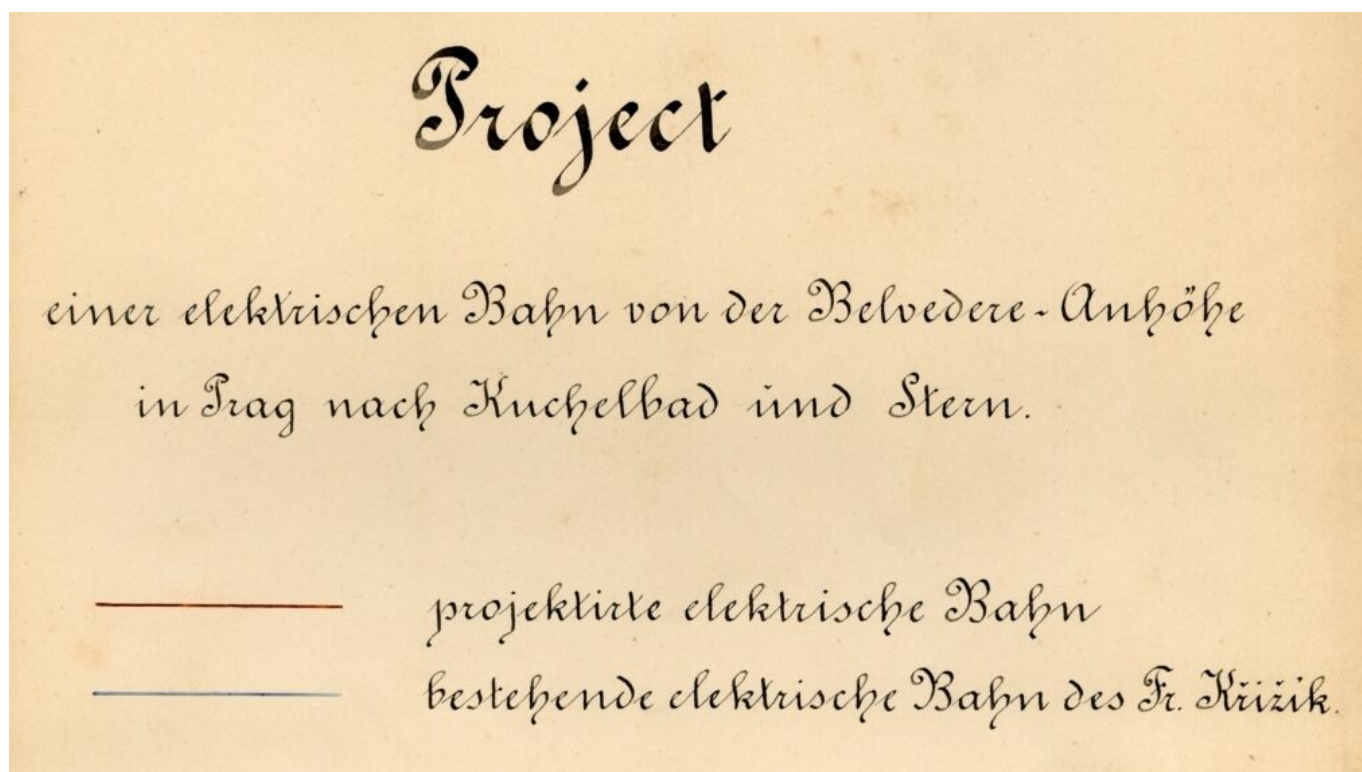 Project
einer elektrischen Bahn von der Belvedere-Anhöhe
in Prag nach Kuchelbad und Stern.
projektirte elektrische Bahn
bestehende elektrische Bahn des Fr. Křižik.